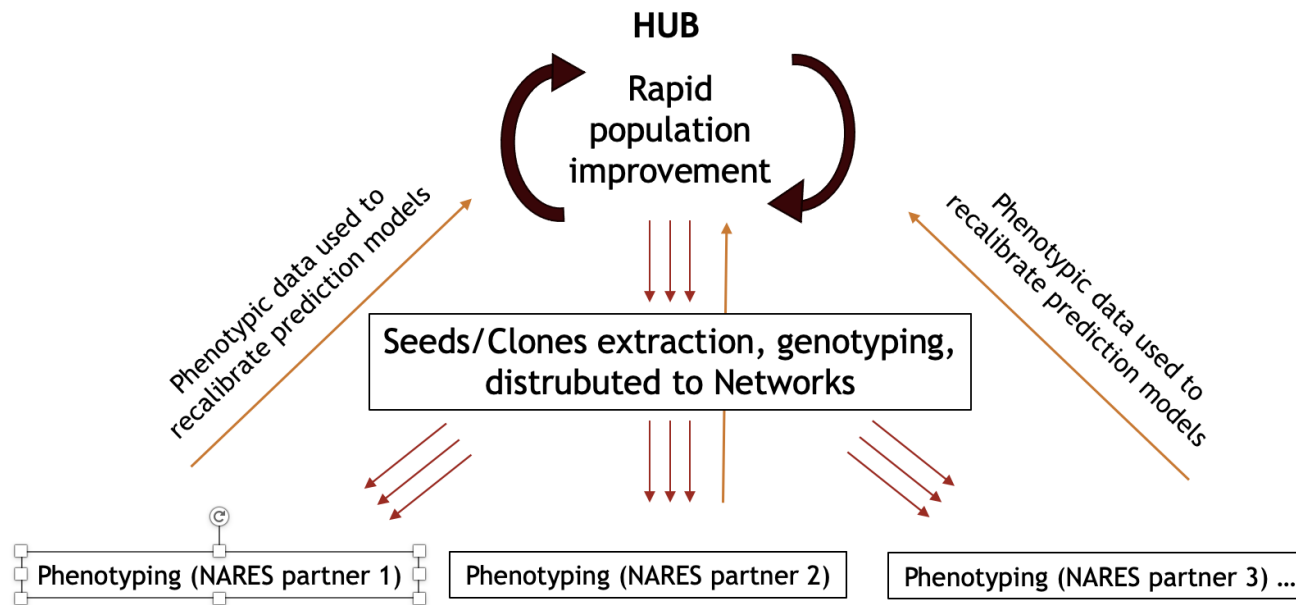 HUB
Rapid
population
improvement
Phenotypic data used to
recalibrate prediction models
Phenotypic data used to
recalibrate prediction models
Seeds/Clones extraction, genotyping,
distrubuted to Networks
Phenotyping (NARES partner 1)
Phenotyping (NARES partner 2)
Phenotyping (NARES partner 3) ...